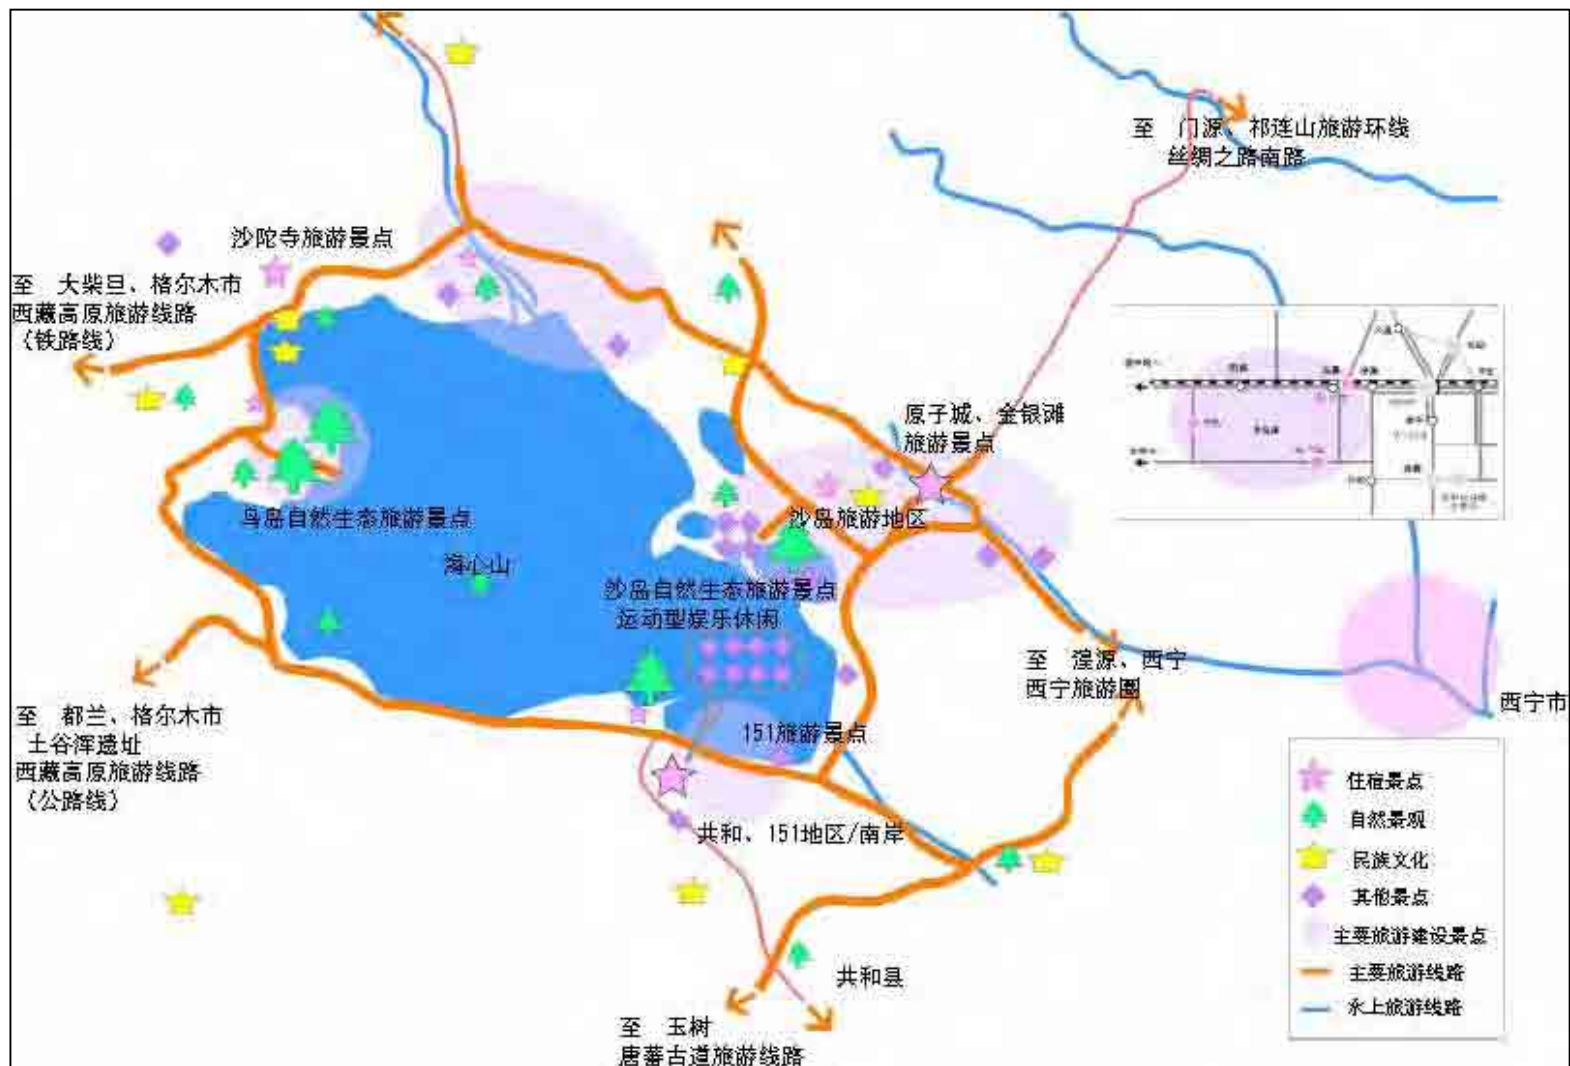 至 门源、祁连山旅游环线
丝绸之路南路
沙陀寺旅游景点
至 大柴旦、格尔木市
西藏高原旅游线路
(铁路线)
原子城、金银滩
旅游景点
鸟岛自然生态旅游景点
沙岛旅游地区
海心山
沙岛自然生态旅游景点
运动型娱乐休闲
至 湟源、西宁
西宁旅游圈
西宁市
至 都兰、格尔木市
土谷浑遗址
西藏高原旅游线路
(公路线)
151旅游景点
共和、151地区/南岸
共和县
至 玉树
唐蕃古道旅游线路
住宿景点
自然景观
民族文化
其他景点
主要旅游建设景点
主要旅游线路
水上旅游线路